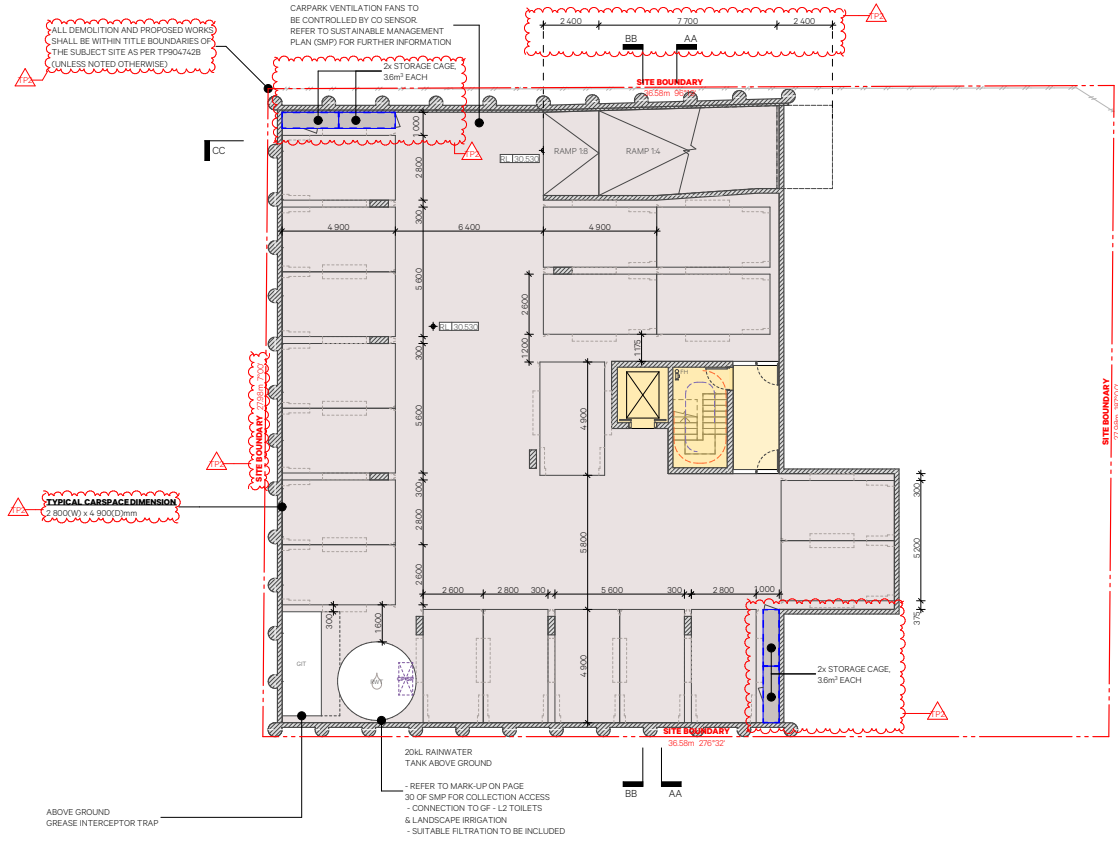 ALL DEMOLITION AND PROPOSED WORKS
SHALL BE WITHIN TITLE BOUNDARIES OF
THE SUBJECT SITE AS PER TP904742B
(UNLESS NOTED OTHERWISE)
TP2
CARPARK VENTILATION FANS TO
BE CONTROLLED BY CO SENSOR.
REFER TO SUSTAINABLE MANAGEMENT
PLAN (SMP) FOR FURTHER INFORMATION
2x STORAGE CAGE,
3.6m³ EACH
TP2
2 400
7 700
2 400
TP2
BB
AA
SITE BOUNDARY
36.58m
CC
1 000
2 800
300
RL 30.530
RAMP 1:8
RAMP 1:4
4 900
6 400
4 900
5 600
RL 30.530
2 600
1 200
1 175
300
FH
SITE BOUNDARY
27.98m 7°00'
TP2
5 600
4 900
SITE BOUNDARY
TYPICAL CARSPACE DIMENSION
2 800(W) x 4 900(D)mm
TP2
300
2 800
2 600
5 800
300
5 200
375
2 600
2 800
300
5 600
300
2 800
1 000
300
1 600
4 900
GIT
RWT
2x STORAGE CAGE,
3.6m³ EACH
TP2
SITE BOUNDARY
36.58m 276°32'
20kL RAINWATER
TANK ABOVE GROUND
- REFER TO MARK-UP ON PAGE
30 OF SMP FOR COLLECTION ACCESS
- CONNECTION TO GF - L2 TOILETS
& LANDSCAPE IRRIGATION
- SUITABLE FILTRATION TO BE INCLUDED
ABOVE GROUND
GREASE INTERCEPTOR TRAP
BB
AA